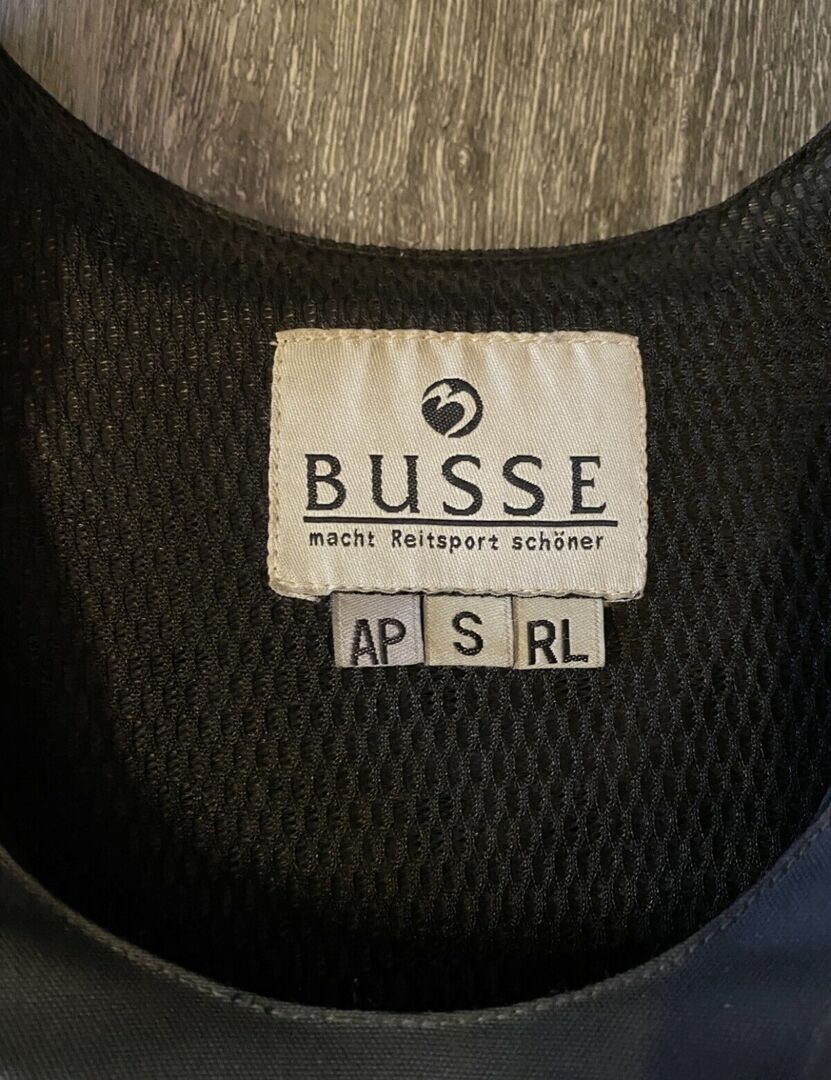 BUSSE
macht Reitsport schöner
AP S RL